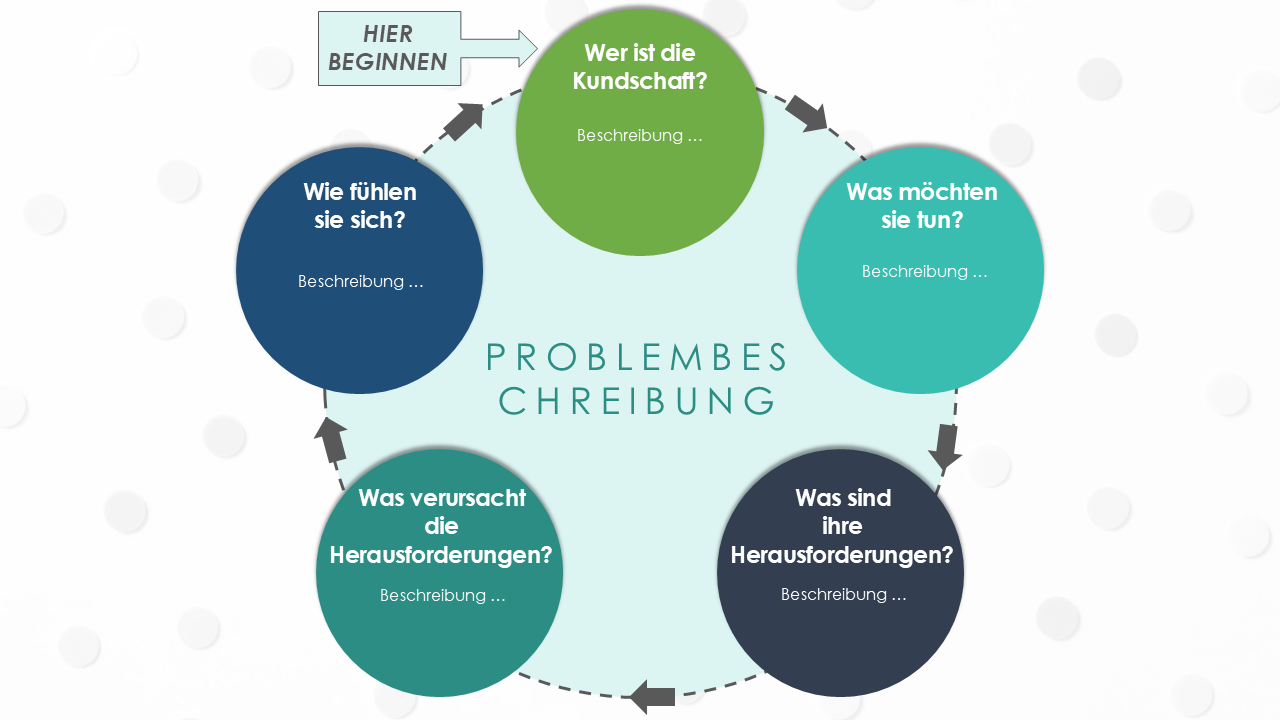 HIER
BEGINNEN
Wer ist die
Kundschaft?
Beschreibung …
Was möchten
sie tun?
Beschreibung …
Was sind
ihre
Herausforderungen?
Beschreibung …
Was verursacht
die
Herausforderungen?
Beschreibung …
Wie fühlen
sie sich?
Beschreibung …
PROBLEMBES
CHREIBUNG